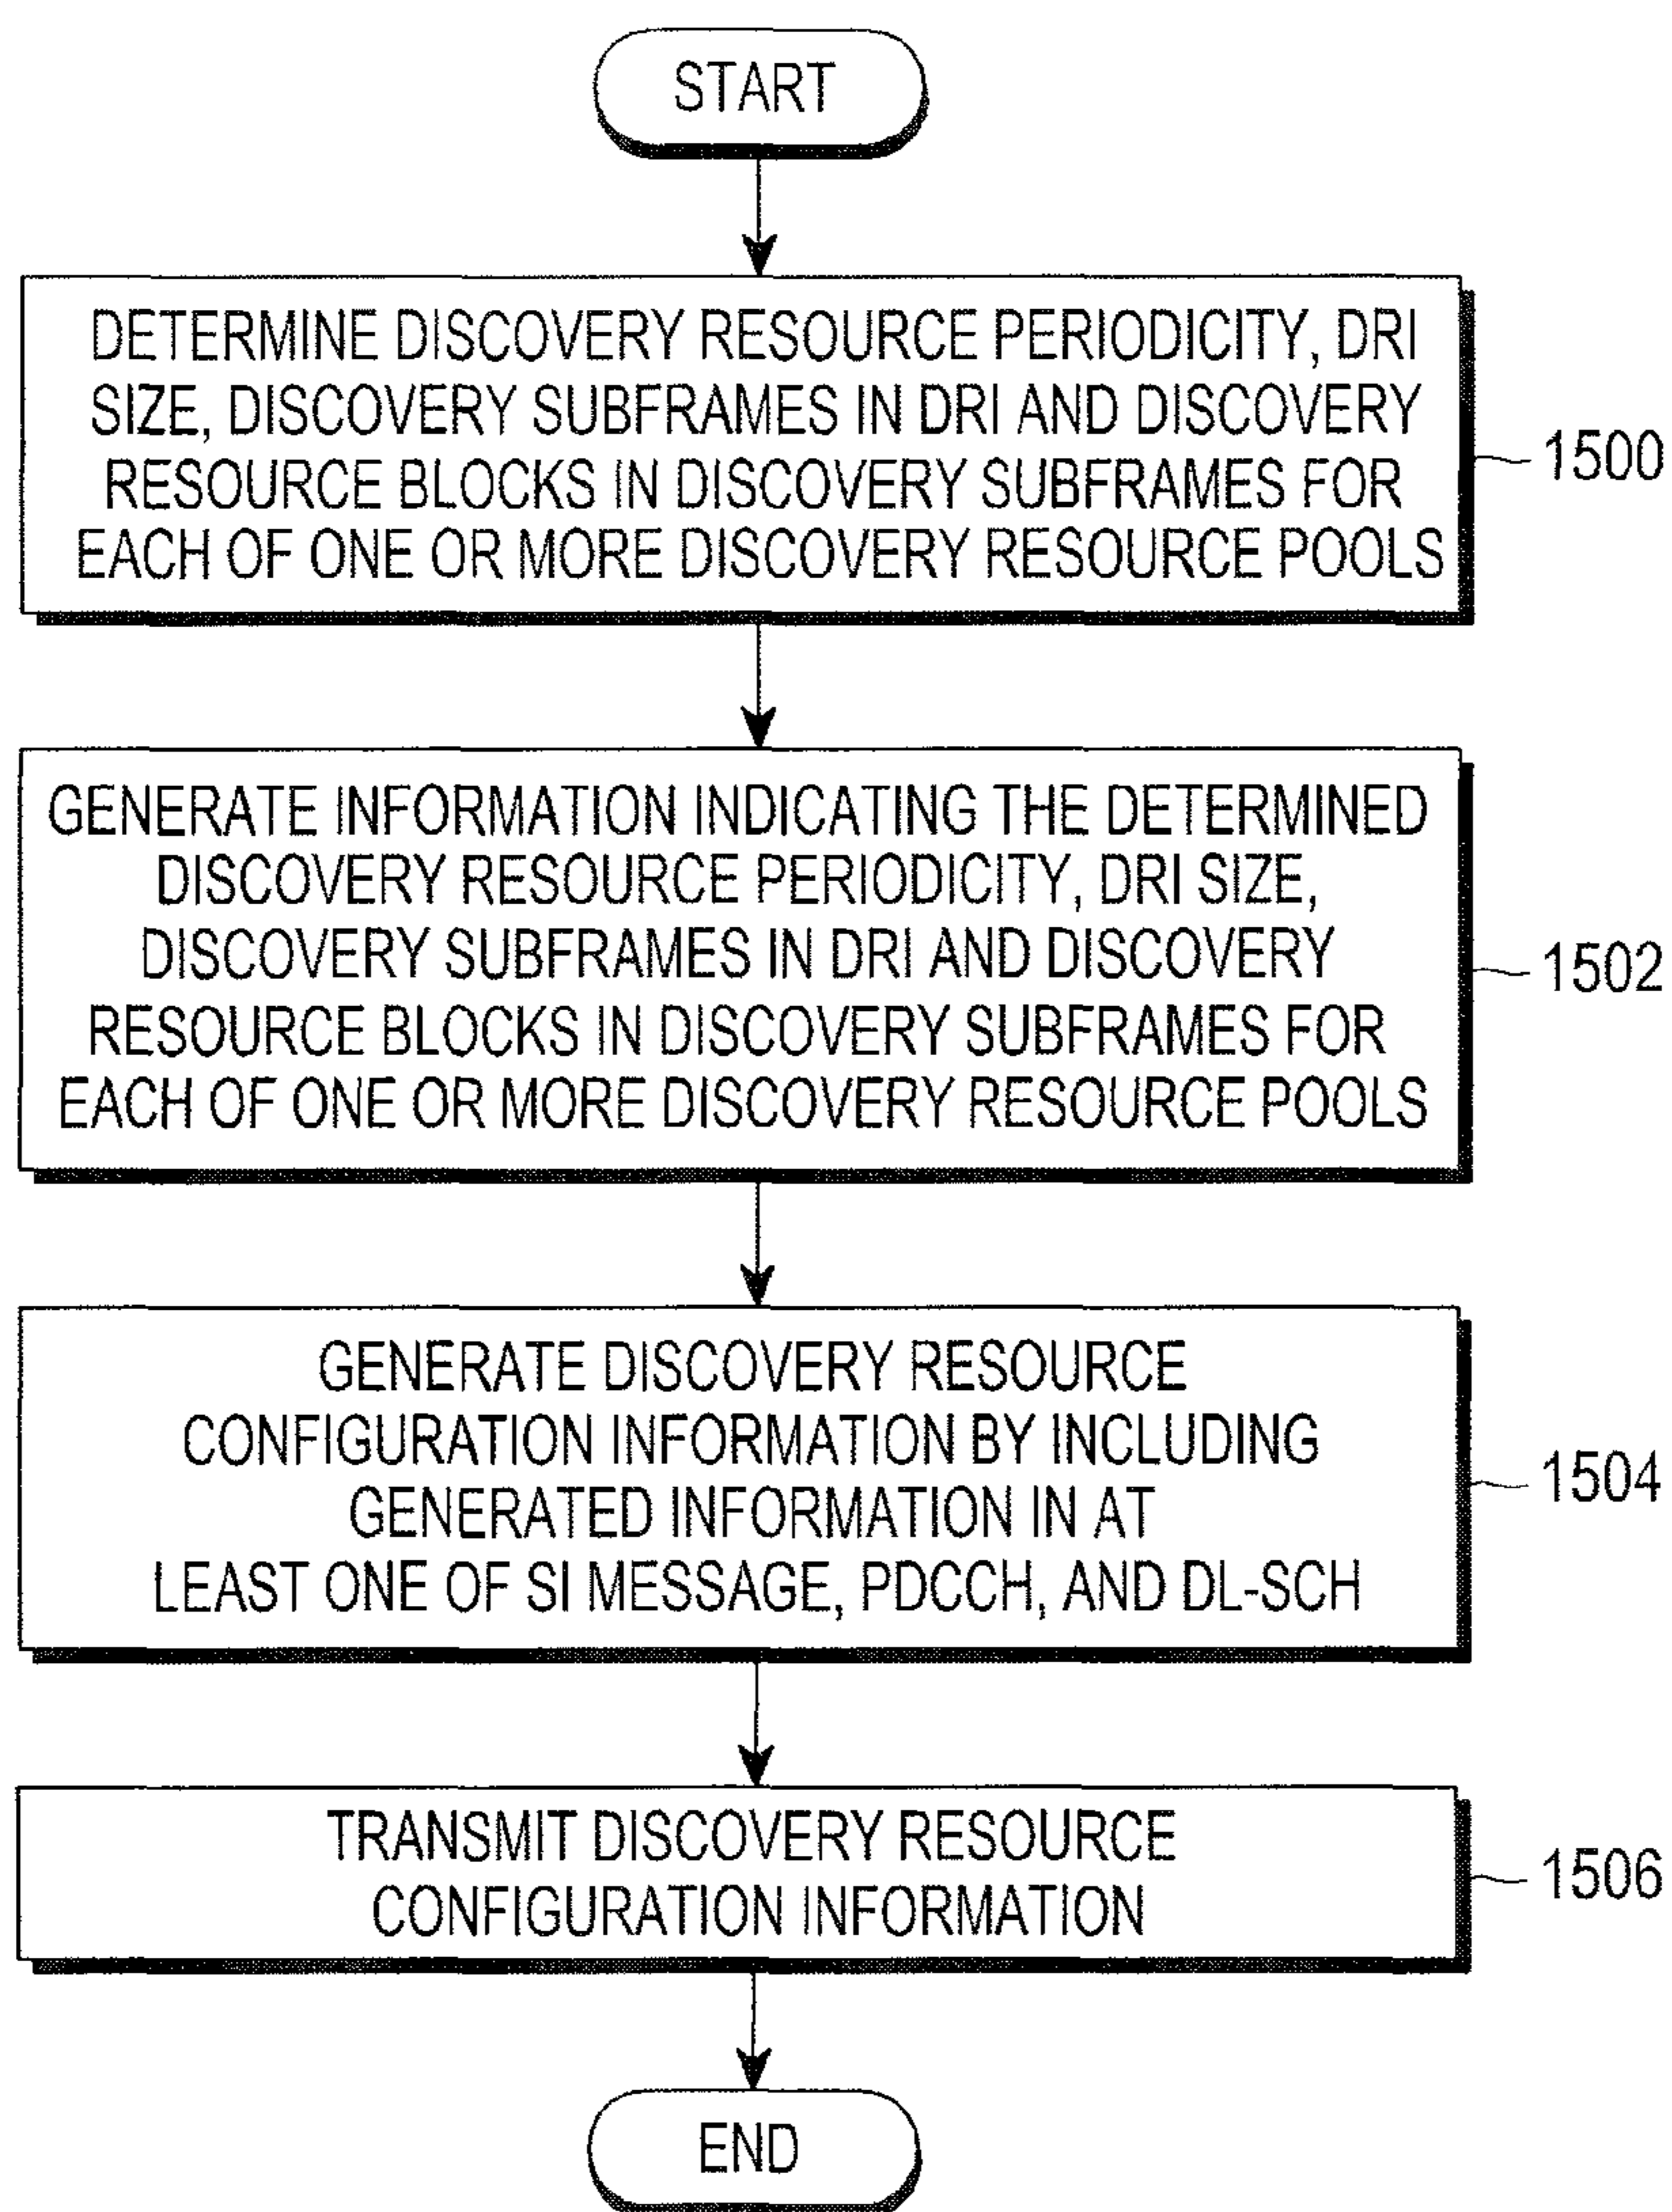 START
DETERMINE DISCOVERY RESOURCE PERIODICITY, DRI
SIZE, DISCOVERY SUBFRAMES IN DRI AND DISCOVERY
RESOURCE BLOCKS IN DISCOVERY SUBFRAMES FOR
EACH OF ONE OR MORE DISCOVERY RESOURCE POOLS
1500
GENERATE INFORMATION INDICATING THE DETERMINED
DISCOVERY RESOURCE PERIODICITY, DRI SIZE,
DISCOVERY SUBFRAMES IN DRI AND DISCOVERY
RESOURCE BLOCKS IN DISCOVERY SUBFRAMES FOR
EACH OF ONE OR MORE DISCOVERY RESOURCE POOLS
1502
GENERATE DISCOVERY RESOURCE
CONFIGURATION INFORMATION BY INCLUDING
GENERATED INFORMATION IN AT
LEAST ONE OF SI MESSAGE, PDCCH, AND DL-SCH
1504
TRANSMIT DISCOVERY RESOURCE
CONFIGURATION INFORMATION
1506
END